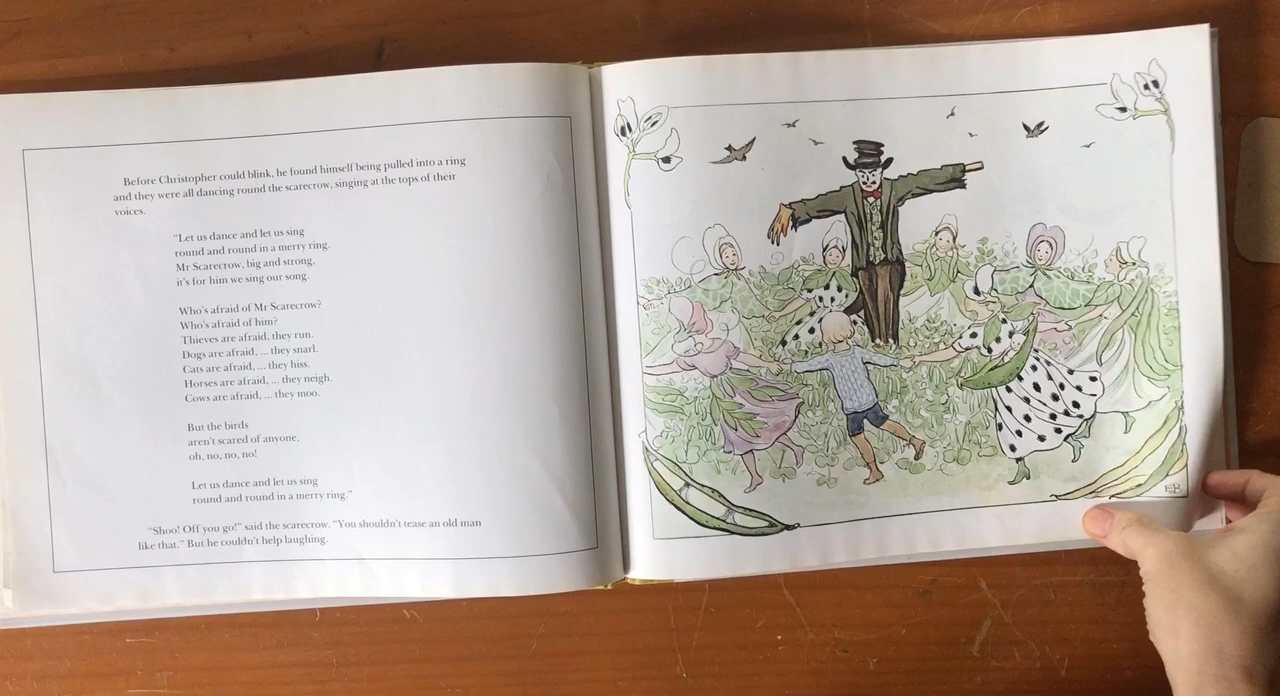 Before Christopher could blink, he found himself being pulled into a ring
and they were all dancing round the scarecrow, singing at the tops of their
voices.
“Let us dance and let us sing
round and round in a merry ring.
Mr Scarecrow, big and strong,
it’s for him we sing our song.
Who’s afraid of Mr Scarecrow?
Who’s afraid of him?
Thieves are afraid, they run.
Dogs are afraid, ... they snarl.
Cats are afraid, ... they hiss.
Horses are afraid, ... they neigh.
Cows are afraid, ... they moo.
But the birds
aren’t scared of anyone,
oh, no, no, no!
Let us dance and let us sing
round and round in a merry ring.”
“Shoo! Off you go!” said the scarecrow. “You shouldn’t tease an old man
like that.” But he couldn’t help laughing.
EB